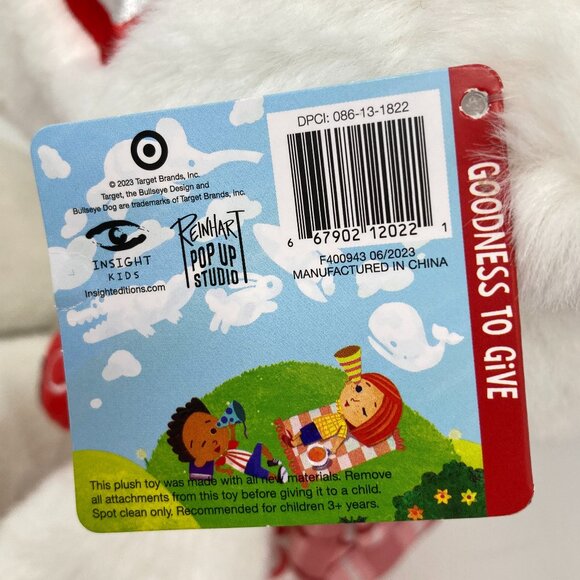 DPCI: 086-13-1822
© 2023 Target Brands, Inc.
Target, the Bullseye Design and
Bullseye Dog are trademarks of Target Brands, Inc.
INSIGHT
KIDS
Insighteditions.com
REINHART
POP UP
STUDIO
6 67902 12022 1
F400943 06/2023
MANUFACTURED IN CHINA
GOODNESS TO GiVE
This plush toy was made with all new materials. Remove
all attachments from this toy before giving it to a child.
Spot clean only. Recommended for children 3+ years.